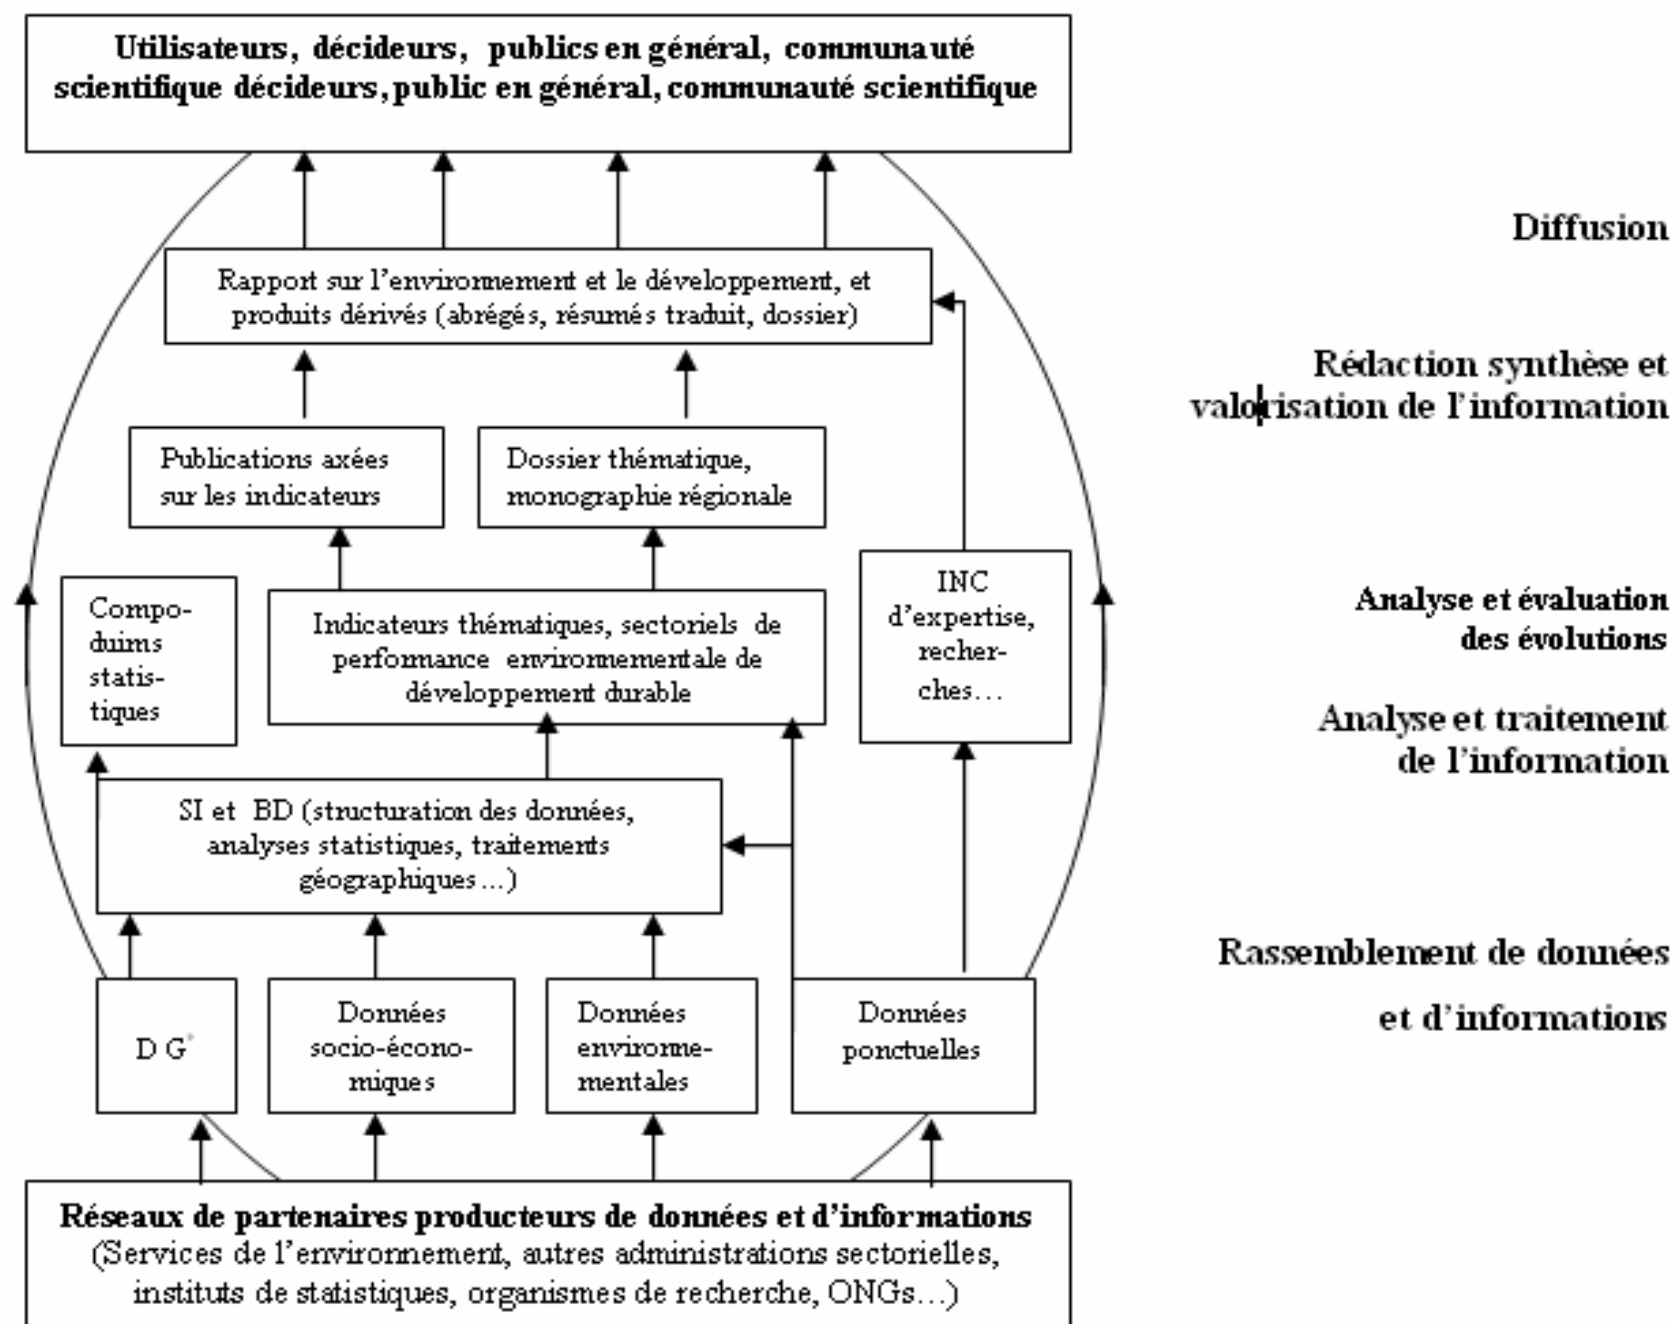 Utilisateurs, décideurs, publics en général, communauté
scientifique décideurs, public en général, communauté scientifique
Diffusion
Rapport sur l'environnement et le développement, et
produits dérivés (abrégés, résumés traduit, dossier)
Rédaction synthèse et
valorisation de l'information
Publications axées
sur les indicateurs
Dossier thématique,
monographie régionale
Compo-
duims
statis-
tiques
Indicateurs thématiques, sectoriels de
performance environnementale de
développement durable
INC
d'expertise,
recher-
ches...
Analyse et évaluation
des évolutions
Analyse et traitement
de l'information
SI et BD (structuration des données,
analyses statistiques, traitements
géographiques ...)
Rassemblement de données
et d'informations
D G*
Données
socio-écono-
miques
Données
environne-
mentales
Données
ponctuelles
Réseaux de partenaires producteurs de données et d'informations
(Services de l'environnement, autres administrations sectorielles,
instituts de statistiques, organismes de recherche, ONGs...)